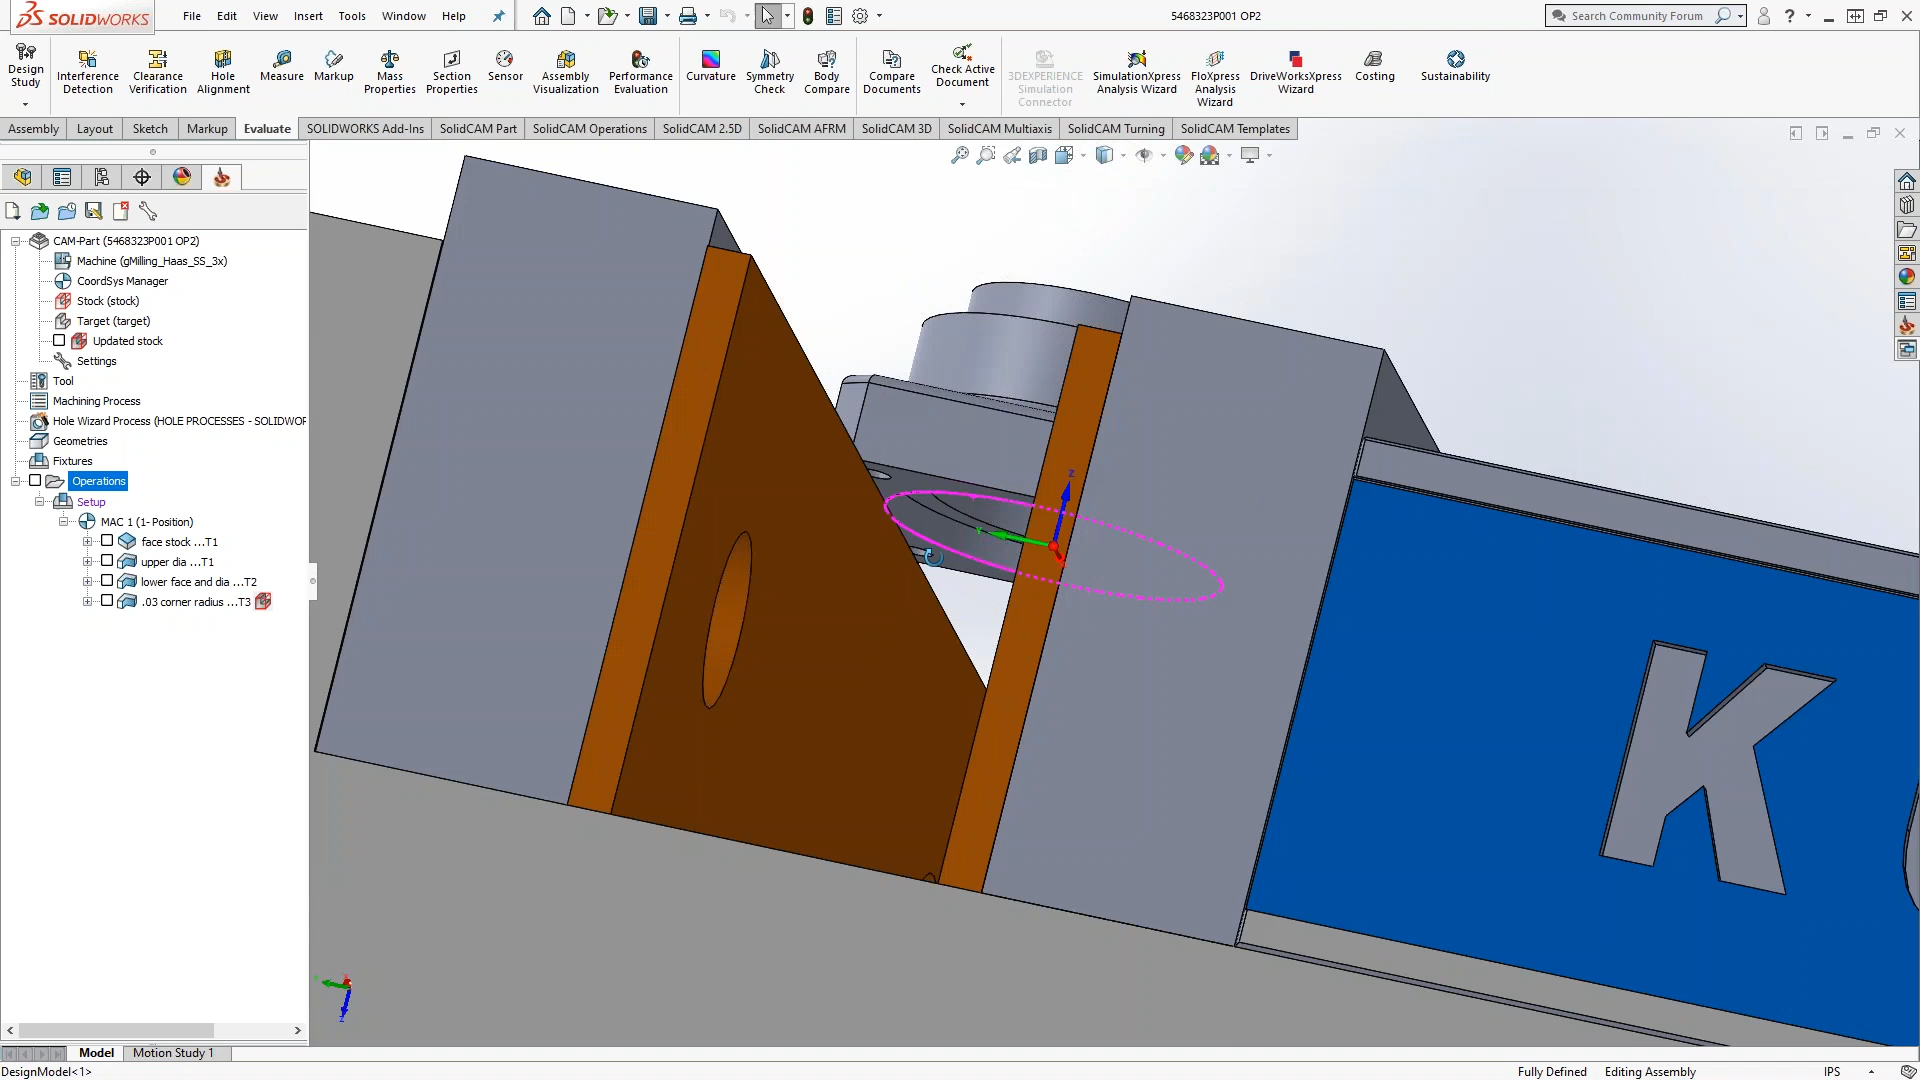 SOLIDWORKS
File Edit View Insert Tools Window Help
5468323P001 OP2
Search Community Forum
Design Study
Interference Detection
Clearance Verification
Hole Alignment
Measure
Markup
Mass Properties
Section Properties
Sensor
Assembly Visualization
Performance Evaluation
Curvature
Symmetry Check
Body Compare
Compare Documents
Check Active Document
3DEXPERIENCE Simulation Connector
SimulationXpress Analysis Wizard
FloXpress Analysis Wizard
DriveWorksXpress Wizard
Costing
Sustainability
Assembly Layout Sketch Markup Evaluate SOLIDWORKS Add-Ins SolidCAM Part SolidCAM Operations SolidCAM 2.5D SolidCAM AFRM SolidCAM 3D SolidCAM Multiaxis SolidCAM Turning SolidCAM Templates
CAM-Part (5468323P001 OP2)
Machine (gMilling_Haas_SS_3x)
CoordSys Manager
Stock (stock)
Target (target)
Updated stock
Settings
Tool
Machining Process
Hole Wizard Process (HOLE PROCESSES - SOLIDWOR
Geometries
Fixtures
Operations
Setup
MAC 1 (1- Position)
face stock ...T1
upper dia ...T1
lower face and dia ...T2
.03 corner radius ...T3
Z
Y
K
Z
Model Motion Study 1
DesignModel<1>
Fully Defined Editing Assembly IPS